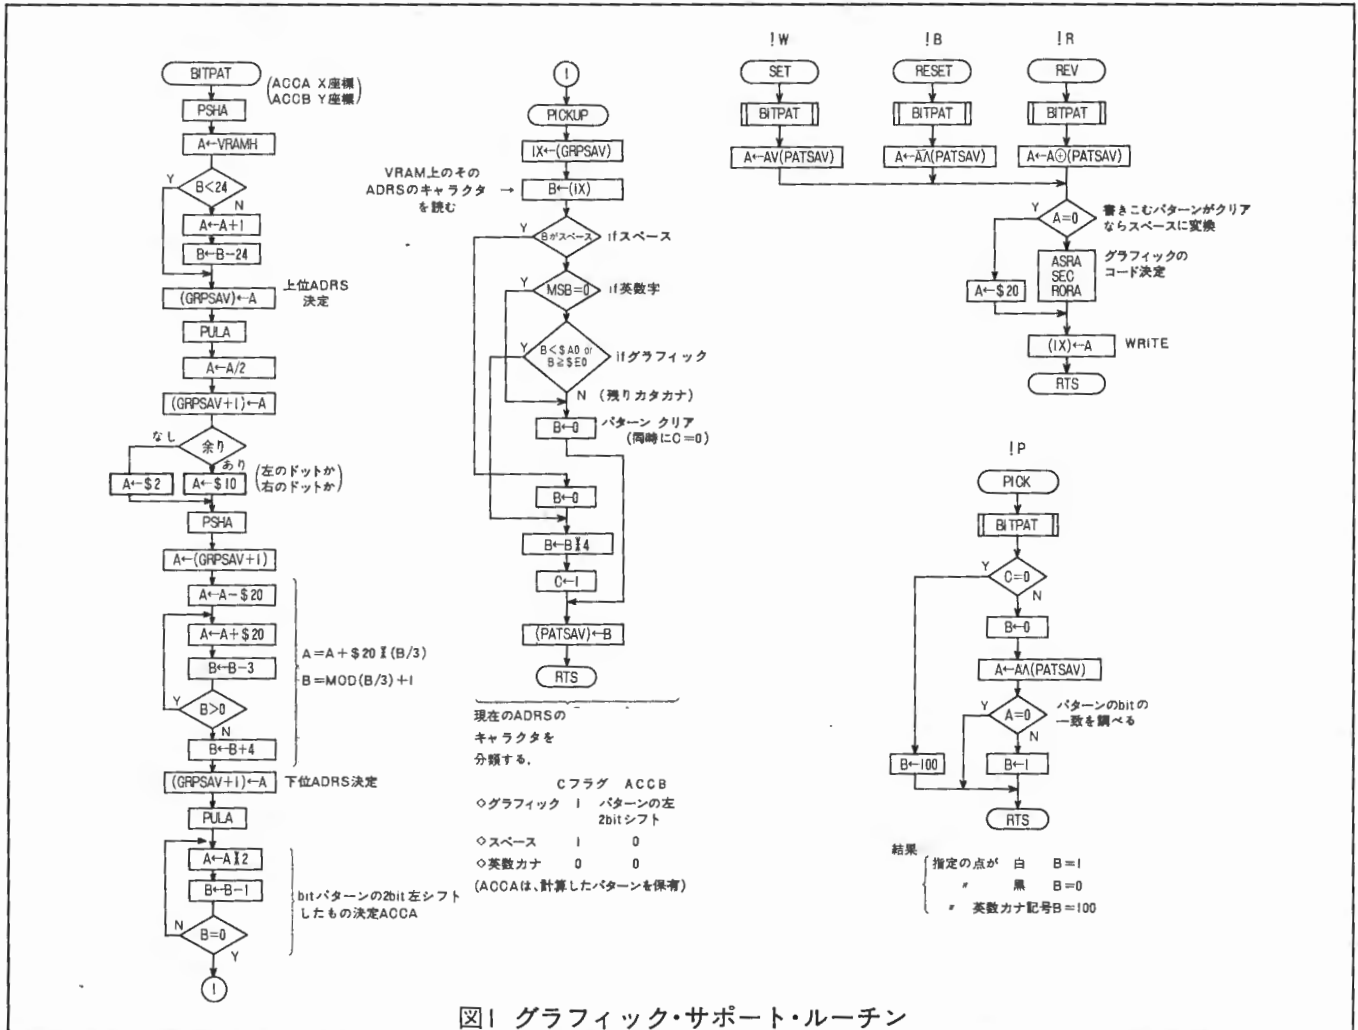 BITPAT
(ACCA X座標
ACCB Y座標)
PSHA
A←VRAMH
B<24
Y
N
A←A+1
B←B-24
(GRPSAV)←A
上位ADRS
決定
PULA
A←A/2
(GRPSAV+1)←A
余り
なし
あり
A←$2
A←$10
(左のドットか
右のドットか)
PSHA
A←(GRPSAV+1)
A←A-$20
A←A+$20
B←B-3
B>0
Y
N
B←B+4
A=A+$20＊(B/3)
B=MOD(B/3)+1
(GRPSAV+1)←A
下位ADRS決定
PULA
A←A＊2
B←B-1
B=0
N
Y
bitパターンの2bit左シフト
したもの決定ACCA
1
1
PICKUP
IX←(GRPSAV)
VRAM上のその
ADRSのキャラクタ →
を読む
B←(IX)
Y
Bがスペース
ifスペース
Y
MSB=0
if英数字
Y
B<$A0 or
B≧$E0
ifグラフィック
N
(残りカタカナ)
B←0
パターン クリア
(同時にC=0)
B←0
B←B＊4
C←1
(PATSAV)←B
RTS
現在のADRSの
キャラクタを
分類する.
Cフラグ ACCB
◇グラフィック 1 パターンの左
2bitシフト
◇スペース 1 0
◇英数カナ 0 0
(ACCAは、計算したパターンを保有)
!W
!B
!R
SET
RESET
REV
BITPAT
BITPAT
BITPAT
A←A∨(PATSAV)
A←A̅∧(PATSAV)
A←A⊕(PATSAV)
Y
A=0
書きこむパターンがクリア
ならスペースに変換
A←$20
ASRA
SEC
RORA
グラフィックの
コード決定
(IX)←A
WRITE
RTS
!P
PICK
BITPAT
Y
C=0
N
B←0
A←A∧(PATSAV)
Y
A=0
N
パターンのbitの
一致を調べる
B←100
B←1
RTS
結果
指定の点が 白 B=1
〃 黒 B=0
〃 英数カナ記号B=100
図1 グラフィック・サポート・ルーチン